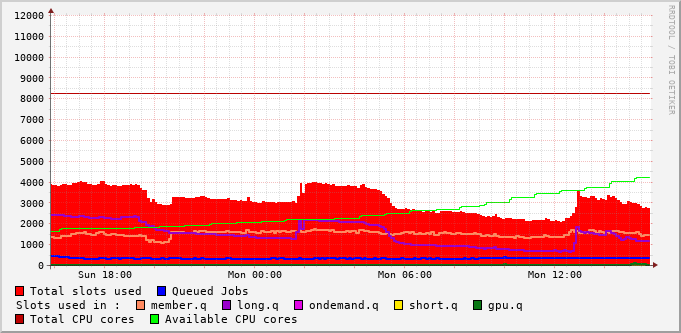 12000
11000
10000
9000
8000
7000
6000
5000
4000
3000
2000
1000
0
Sun 18:00 Mon 00:00 Mon 06:00 Mon 12:00
RRDTOOL / TOBI OETIKER
Total slots used Queued Jobs
Slots used in : member.q long.q ondemand.q short.q gpu.q
Total CPU cores Available CPU cores